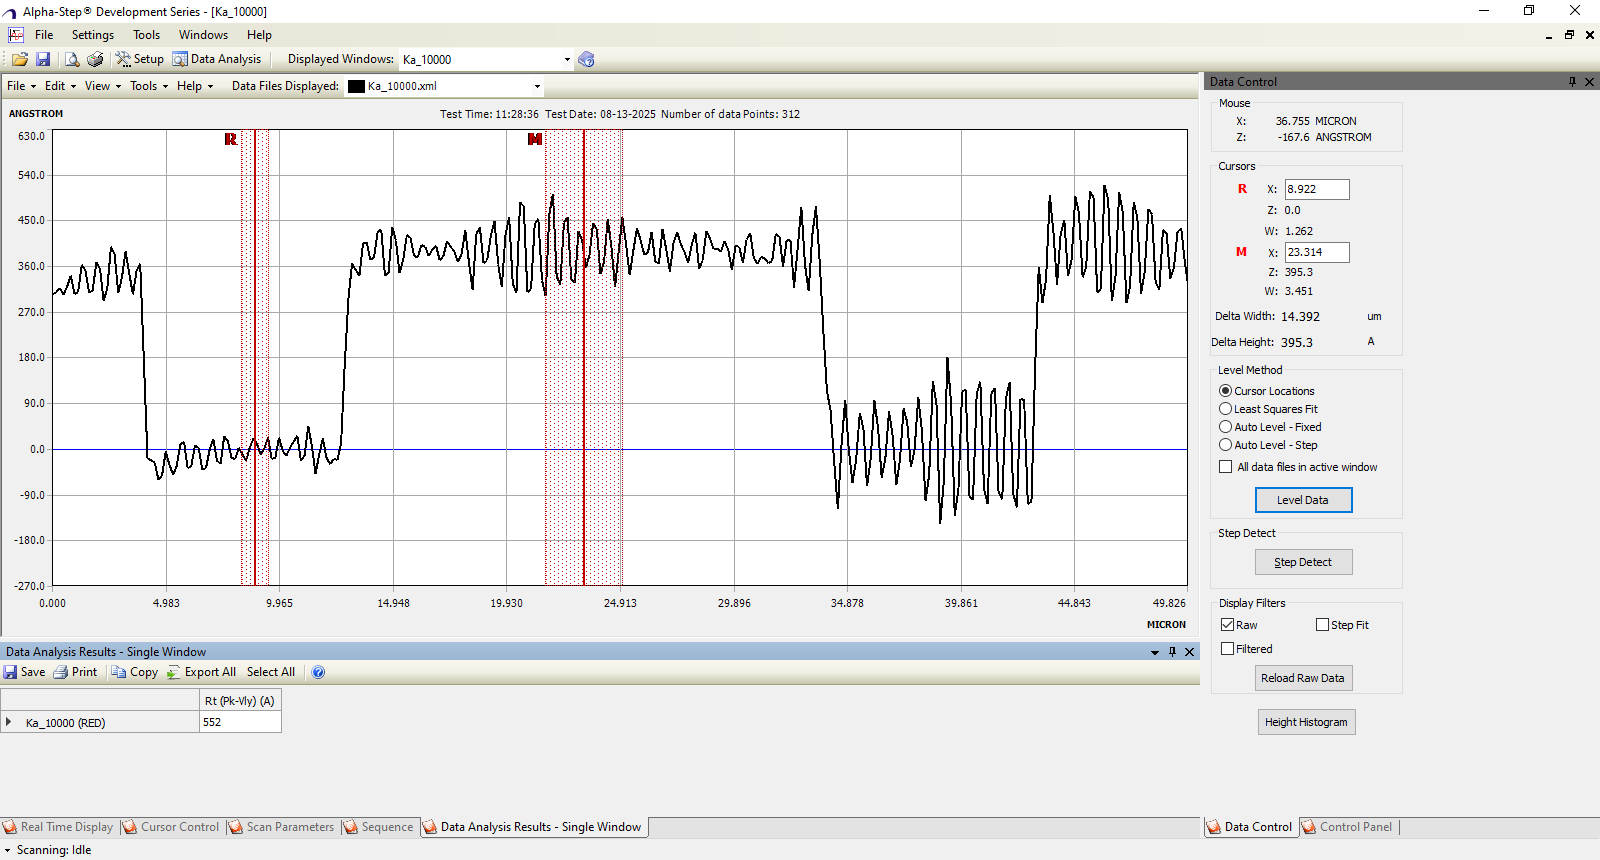 Alpha-Step® Development Series - [Ka_10000]
File Settings Tools Windows Help
Setup Data Analysis Displayed Windows: Ka_10000
File Edit View Tools Help Data Files Displayed: Ka_10000.xml
ANGSTROM
Test Time: 11:28:36 Test Date: 08-13-2025 Number of data Points: 312
630.0
R M
540.0
450.0
360.0
270.0
180.0
90.0
0.0
-90.0
-180.0
-270.0
0.000 4.983 9.965 14.948 19.930 24.913 29.896 34.878 39.861 44.843 49.826
MICRON
Data Control
Mouse
X: 36.755 MICRON
Z: -167.6 ANGSTROM
Cursors
R X: 8.922
Z: 0.0
W: 1.262
M X: 23.314
Z: 395.3
W: 3.451
Delta Width: 14.392 um
Delta Height: 395.3 A
Level Method
Cursor Locations
Least Squares Fit
Auto Level - Fixed
Auto Level - Step
All data files in active window
Level Data
Step Detect
Step Detect
Display Filters
Raw Step Fit
Filtered
Reload Raw Data
Height Histogram
Data Analysis Results - Single Window
Save Print Copy Export All Select All
Rt (Pk-Vly) (A)
Ka_10000 (RED) 552
Real Time Display Cursor Control Scan Parameters Sequence Data Analysis Results - Single Window
Data Control Control Panel
Scanning: Idle